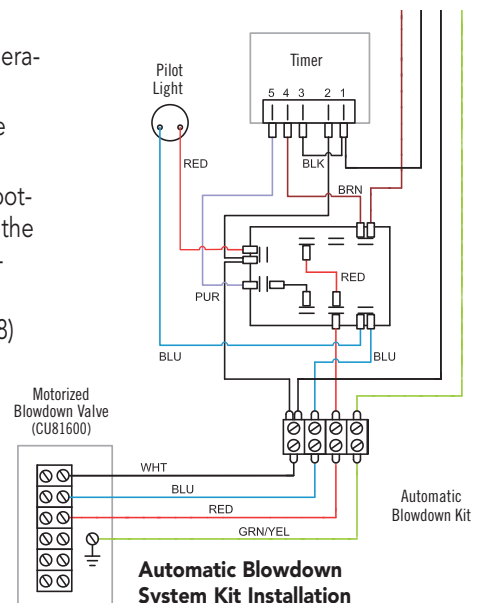 era-
e
oot-
the
-
8)
Pilot
Light
Timer
5 4 3 2 1
RED
BLK
BRN
RED
PUR
BLU
BLU
Motorized
Blowdown Valve
(CU81600)
WHT
BLU
RED
GRN/YEL
Automatic
Blowdown Kit
Automatic Blowdown
System Kit Installation